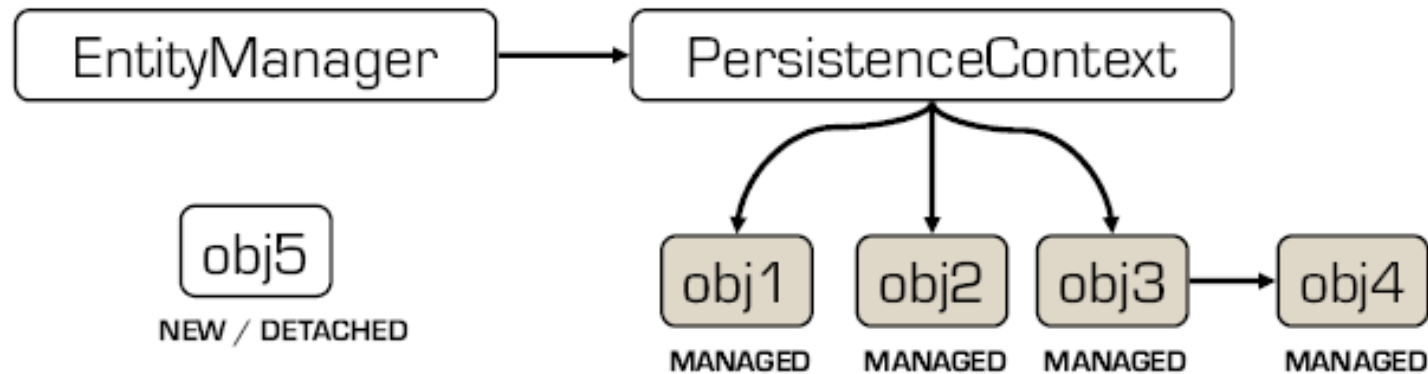 EntityManager
PersistenceContext
obj5
NEW / DETACHED
obj1
obj2
obj3
obj4
MANAGED
MANAGED
MANAGED
MANAGED